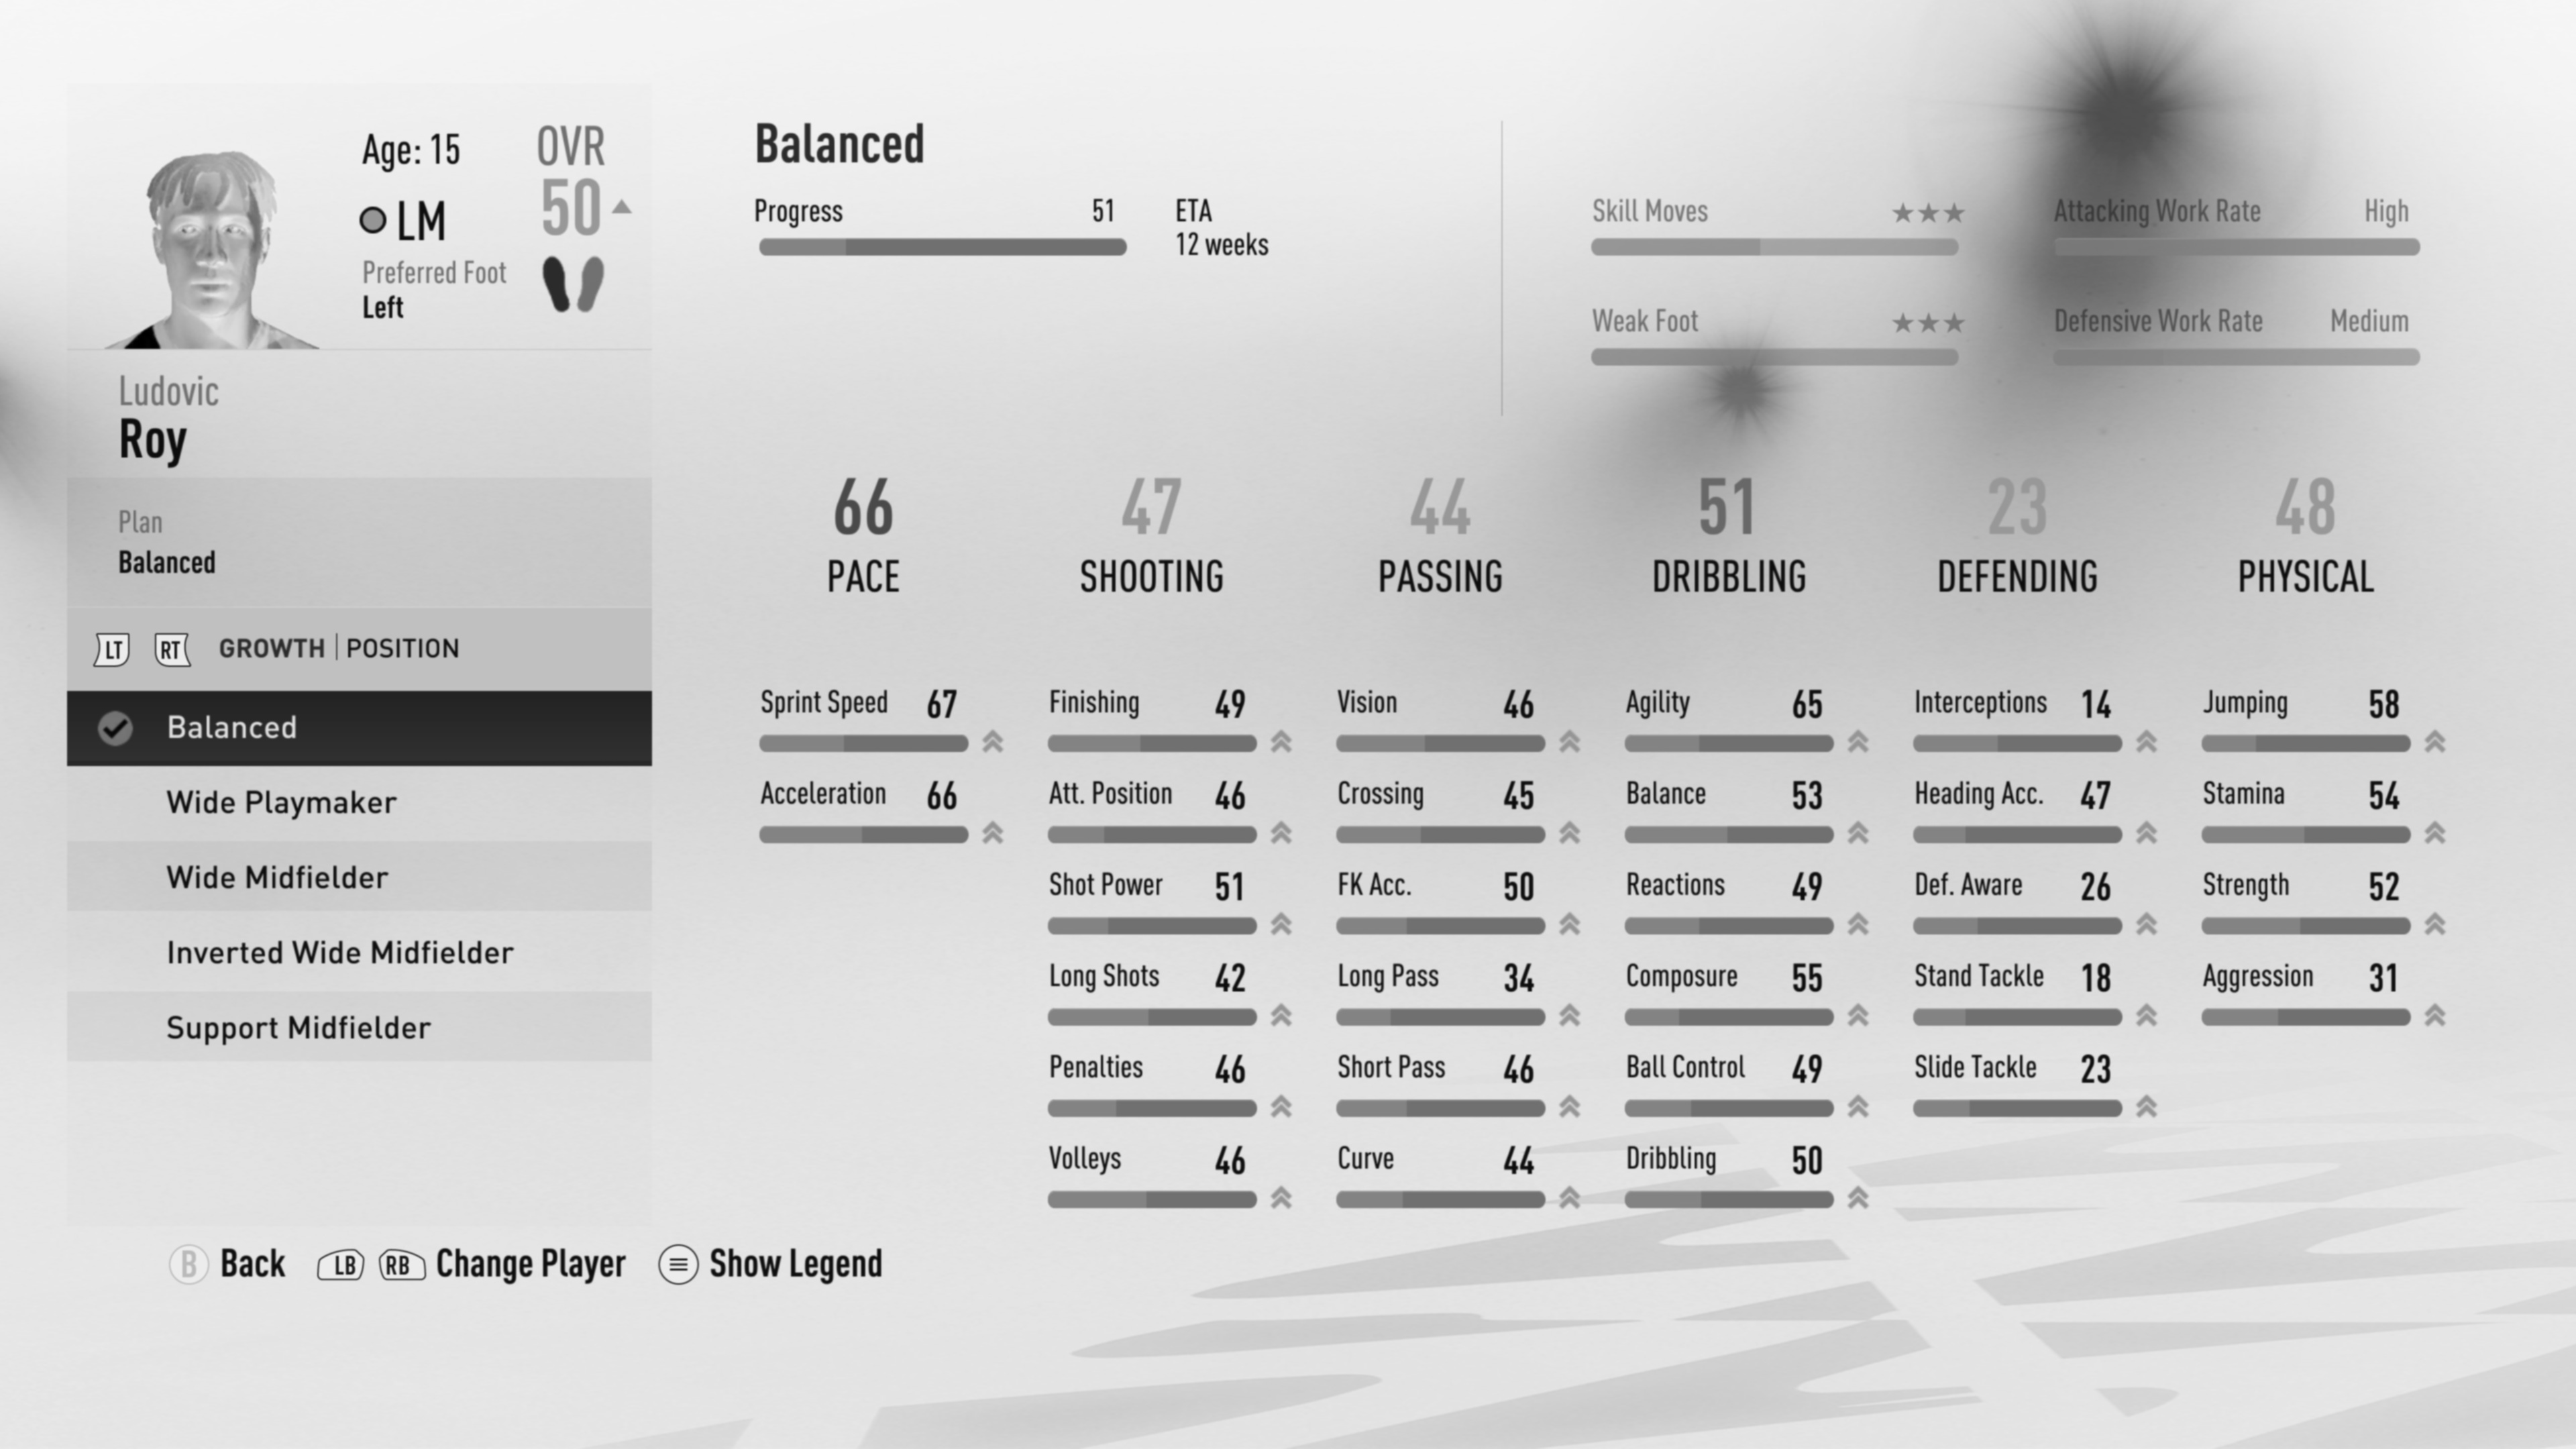 Age: 15
OVR
LM
50
Preferred Foot
Left
Ludovic
Roy
Plan
Balanced
LT RT GROWTH | POSITION
Balanced
Wide Playmaker
Wide Midfielder
Inverted Wide Midfielder
Support Midfielder
Balanced
Progress 51
ETA
12 weeks
Skill Moves ★★★
Attacking Work Rate High
Weak Foot ★★★
Defensive Work Rate Medium
66
PACE
Sprint Speed 67
Acceleration 66
47
SHOOTING
Finishing 49
Att. Position 46
Shot Power 51
Long Shots 42
Penalties 46
Volleys 46
44
PASSING
Vision 46
Crossing 45
FK Acc. 50
Long Pass 34
Short Pass 46
Curve 44
51
DRIBBLING
Agility 65
Balance 53
Reactions 49
Composure 55
Ball Control 49
Dribbling 50
23
DEFENDING
Interceptions 14
Heading Acc. 47
Def. Aware 26
Stand Tackle 18
Slide Tackle 23
48
PHYSICAL
Jumping 58
Stamina 54
Strength 52
Aggression 31
B Back LB RB Change Player Show Legend